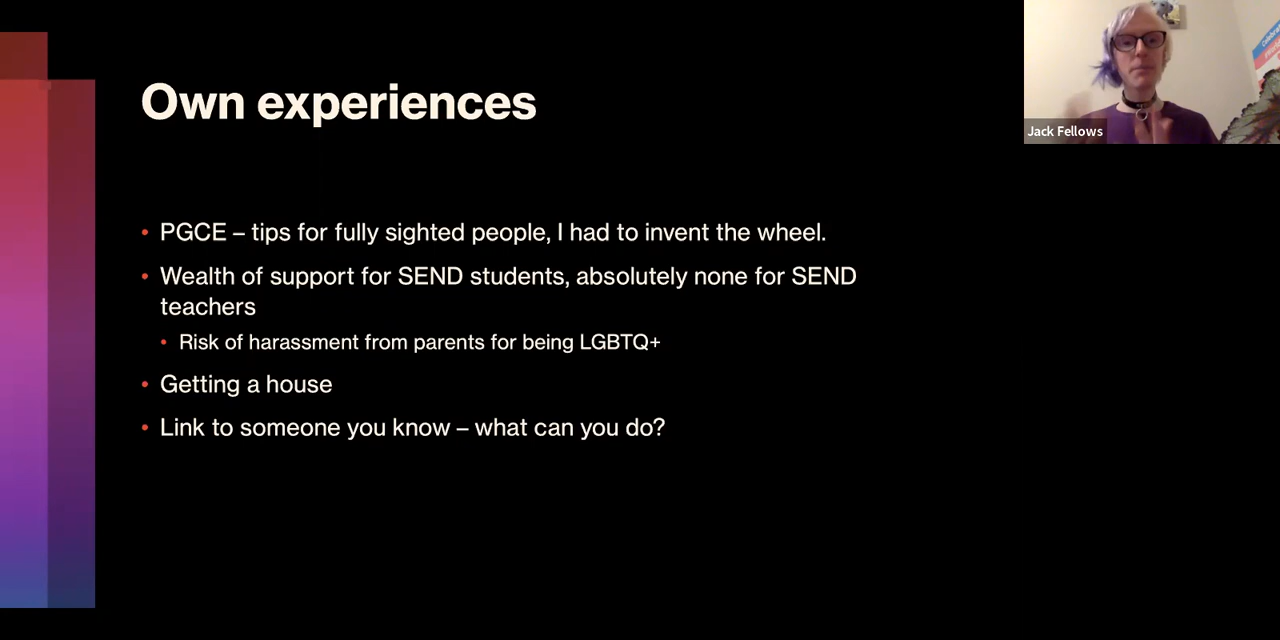 Own experiences
• PGCE – tips for fully sighted people, I had to invent the wheel.
• Wealth of support for SEND students, absolutely none for SEND
teachers
• Risk of harassment from parents for being LGBTQ+
• Getting a house
• Link to someone you know – what can you do?
Jack Fellows